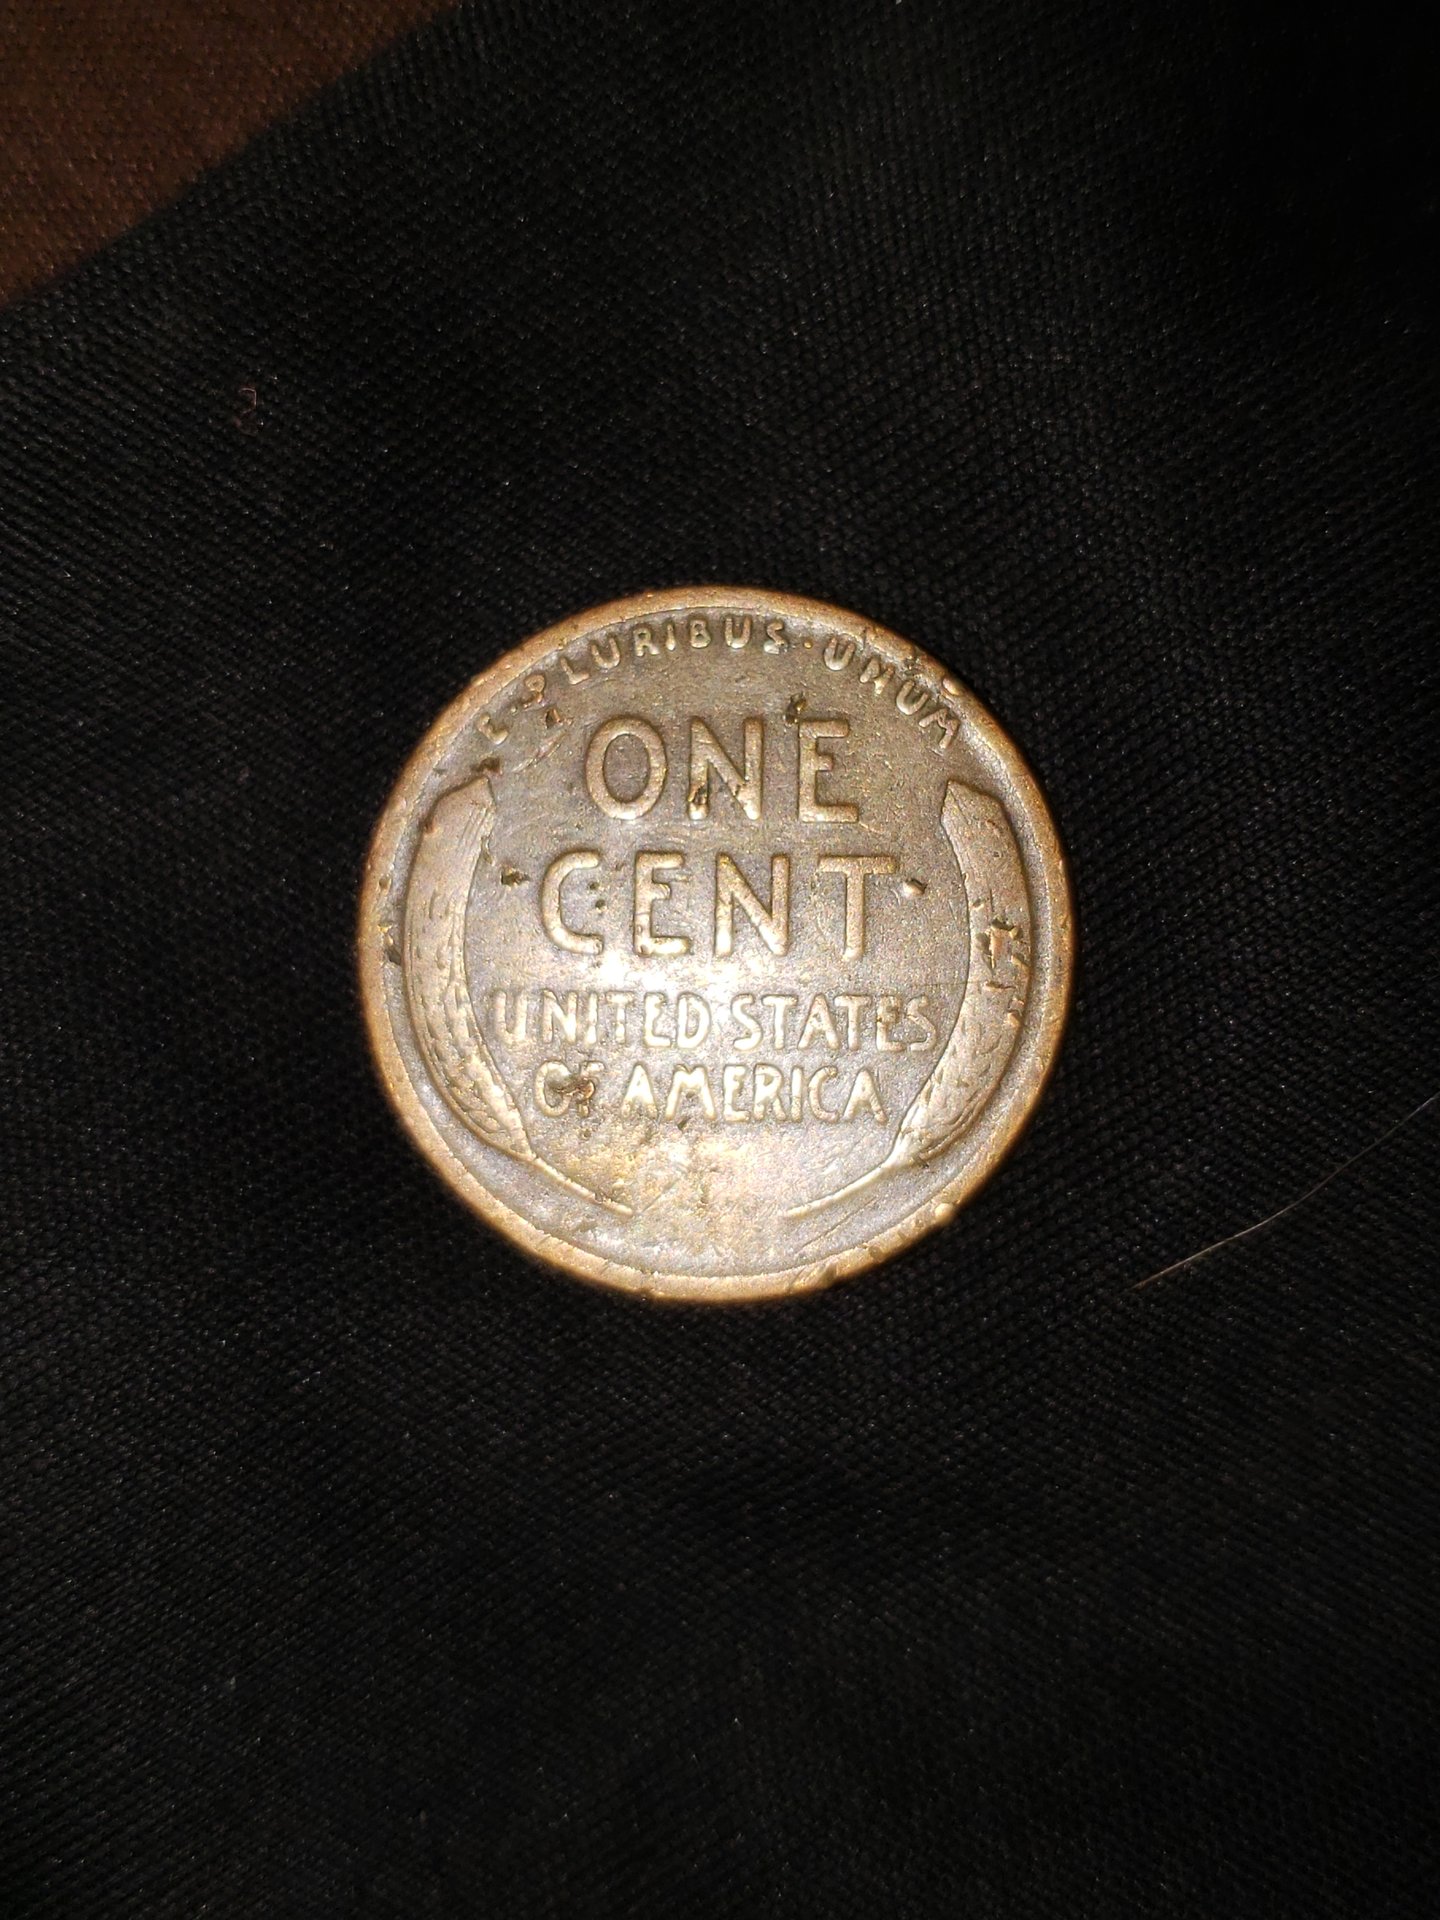 E·PLURIBUS·UNUM
ONE
CENT
UNITED STATES
OF AMERICA